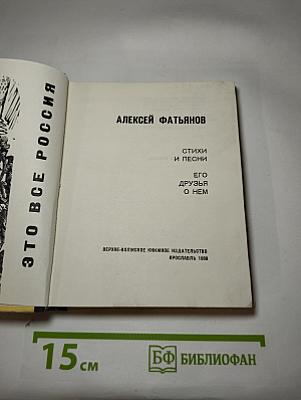 ЭТО ВСЕ РОССИЯ
АЛЕКСЕЙ ФАТЬЯНОВ
СТИХИ
И ПЕСНИ
ЕГО
ДРУЗЬЯ
О НЕМ
ВЕРХНЕ-ВОЛЖСКОЕ КНИЖНОЕ ИЗДАТЕЛЬСТВО
ЯРОСЛАВЛЬ
15 см
БФ БИБЛИОФАН